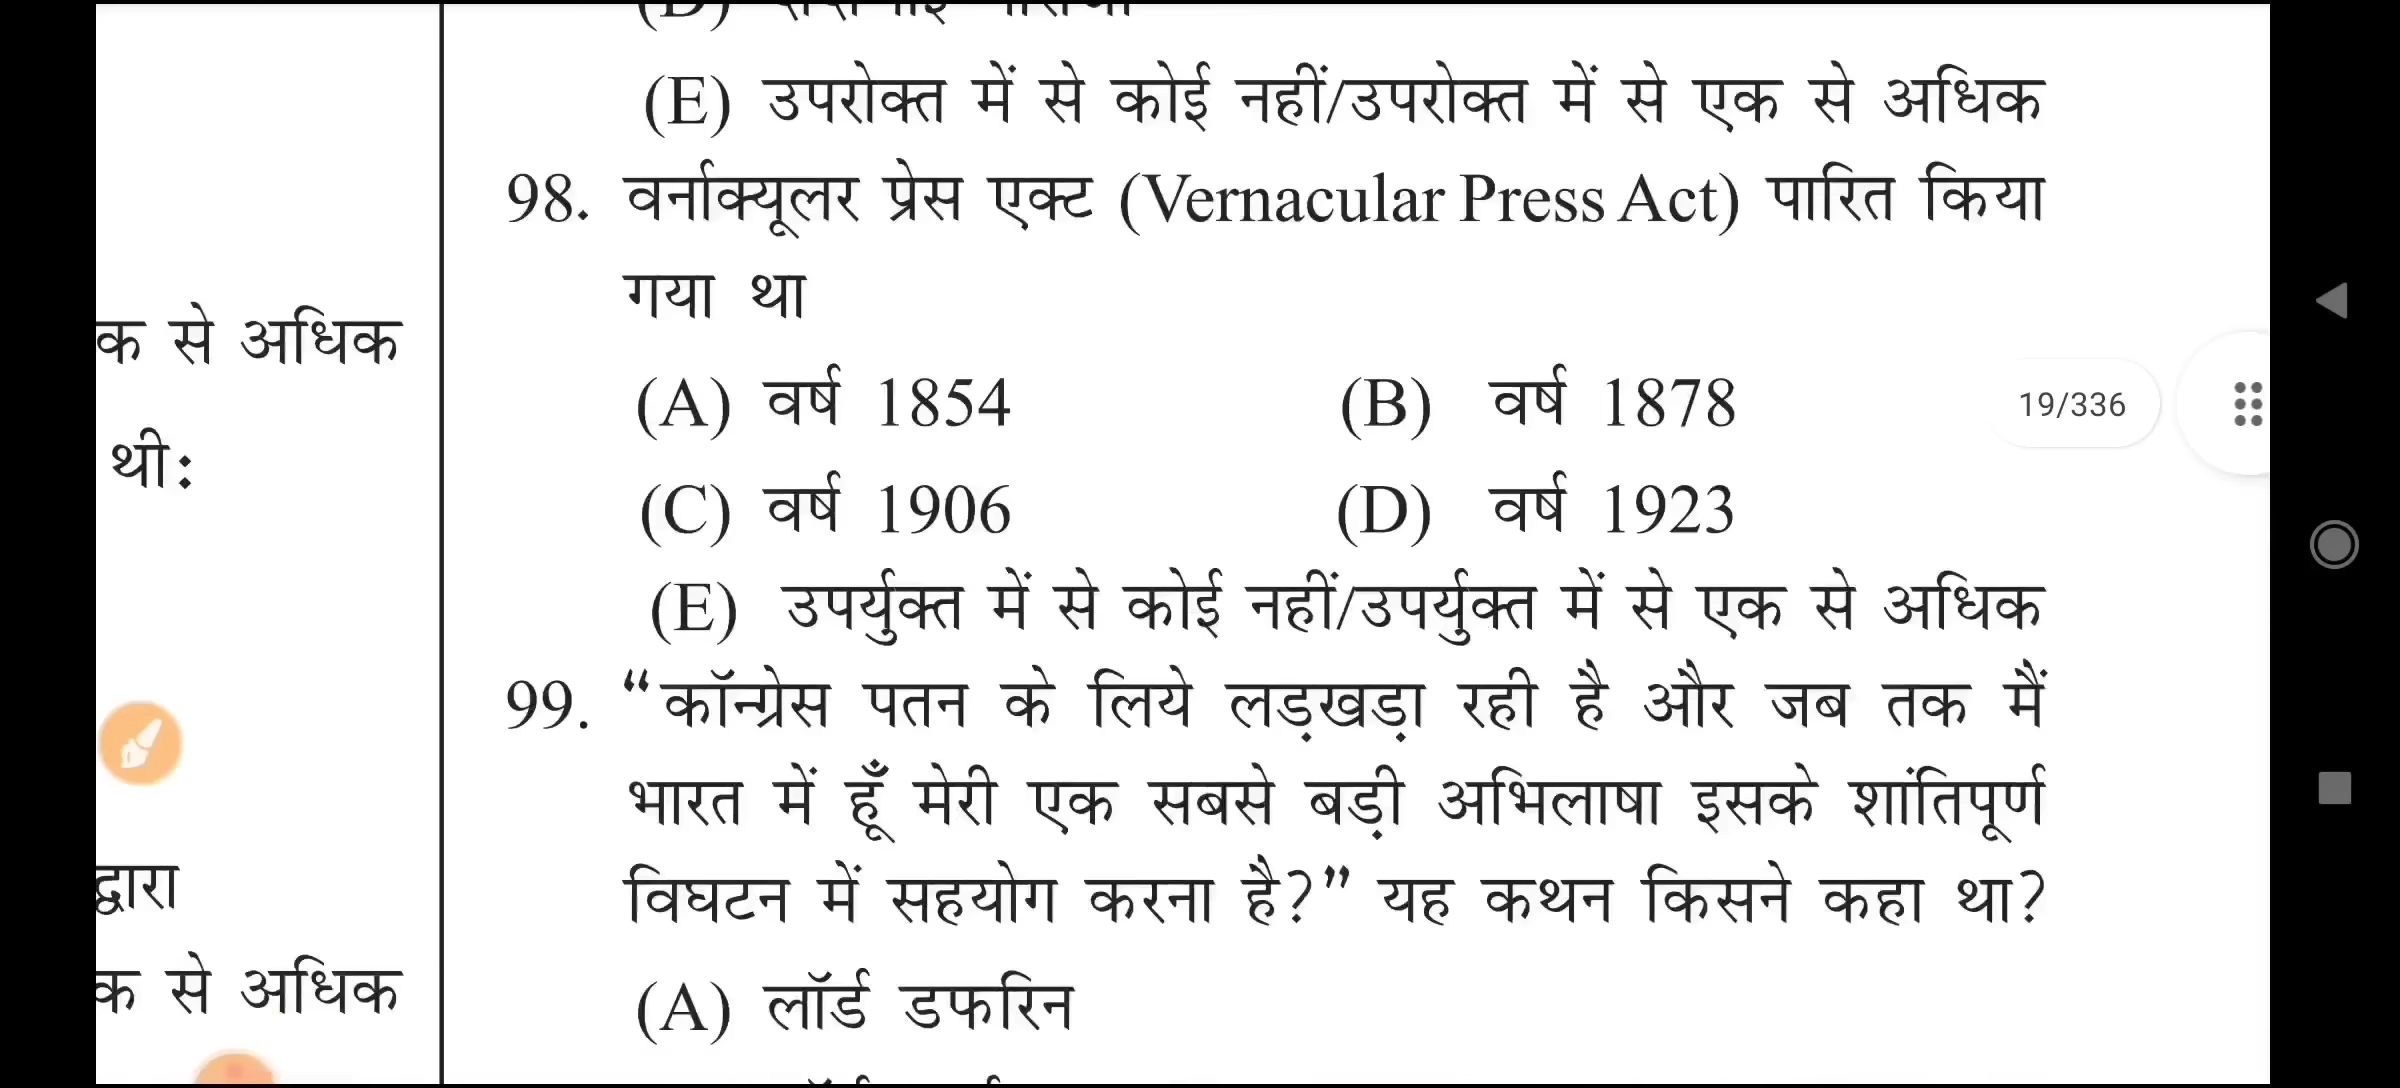 (E) उपरोक्त में से कोई नहीं/उपरोक्त में से एक से अधिक
98. वर्नाक्यूलर प्रेस एक्ट (Vernacular Press Act) पारित किया
गया था
(A) वर्ष 1854 (B) वर्ष 1878
(C) वर्ष 1906 (D) वर्ष 1923
(E) उपर्युक्त में से कोई नहीं/उपर्युक्त में से एक से अधिक
99. “कॉन्ग्रेस पतन के लिये लड़खड़ा रही है और जब तक मैं
भारत में हूँ मेरी एक सबसे बड़ी अभिलाषा इसके शांतिपूर्ण
विघटन में सहयोग करना है?” यह कथन किसने कहा था?
(A) लॉर्ड डफरिन
क से अधिक
थी:
द्वारा
क से अधिक
19/336